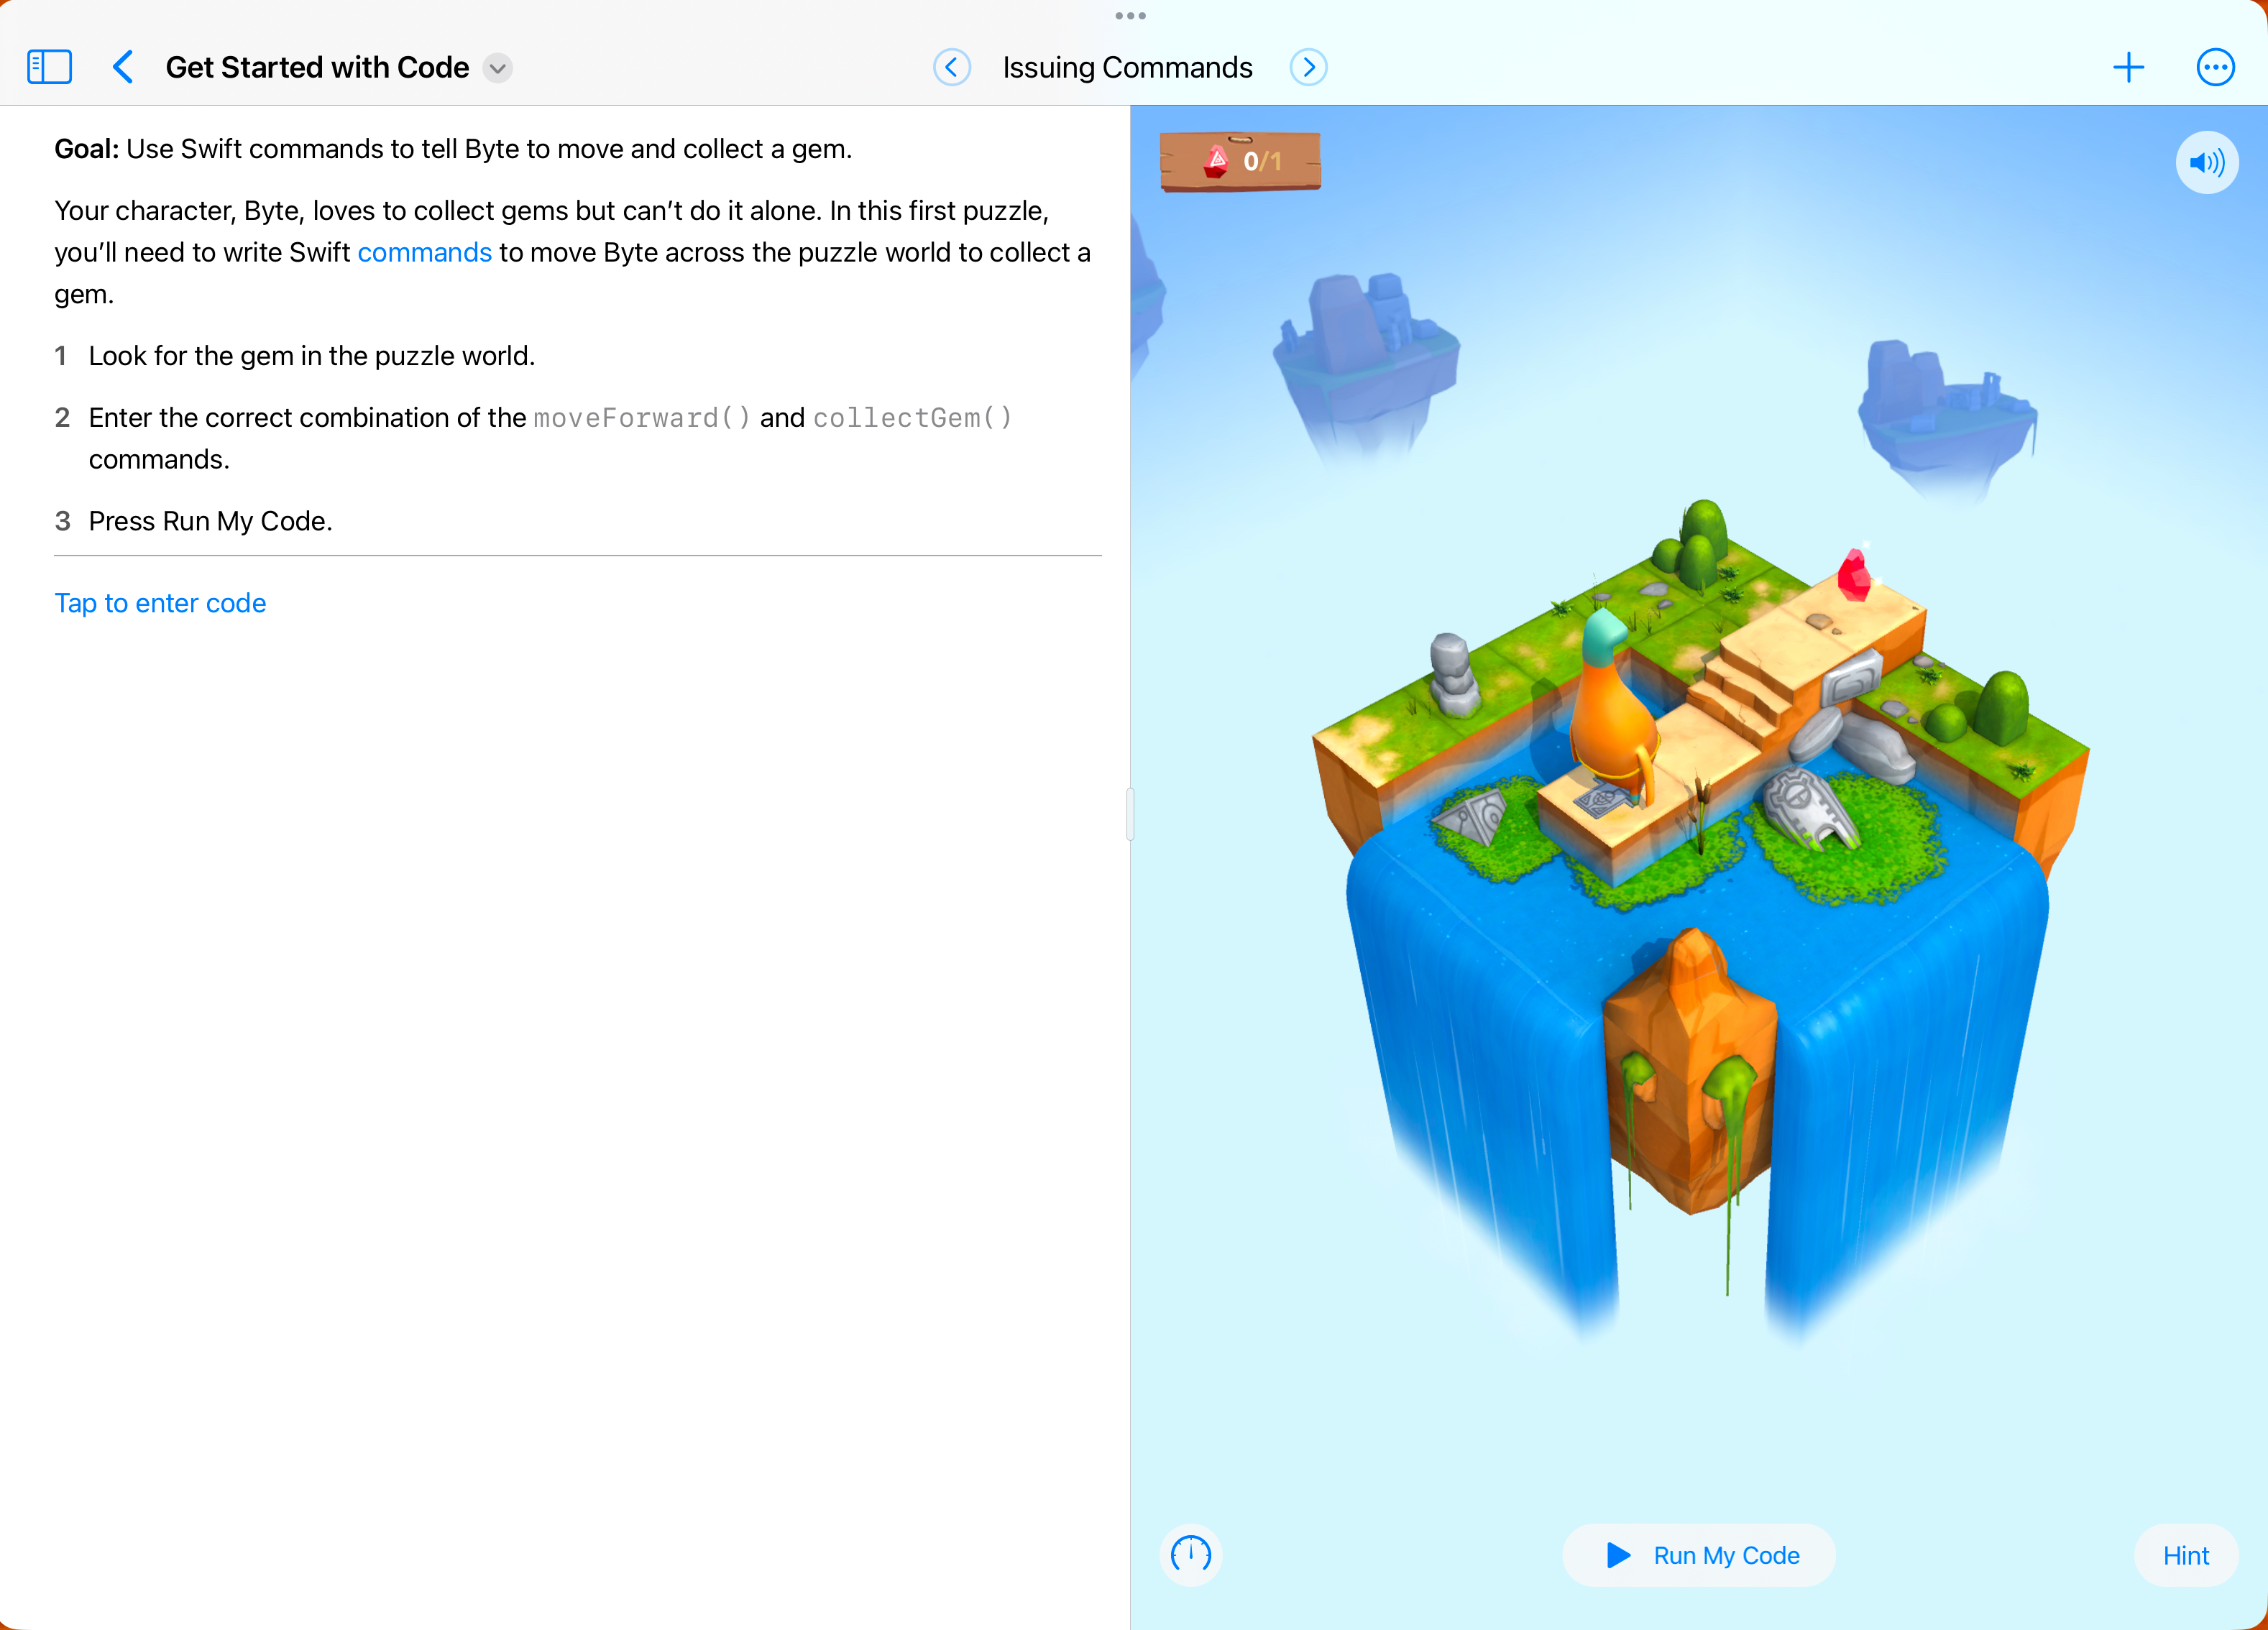 Get Started with Code
Issuing Commands
Goal: Use Swift commands to tell Byte to move and collect a gem.
Your character, Byte, loves to collect gems but can’t do it alone. In this first puzzle,
you’ll need to write Swift commands to move Byte across the puzzle world to collect a
gem.
1 Look for the gem in the puzzle world.
2 Enter the correct combination of the moveForward() and collectGem()
commands.
3 Press Run My Code.
Tap to enter code
0/1
Run My Code
Hint